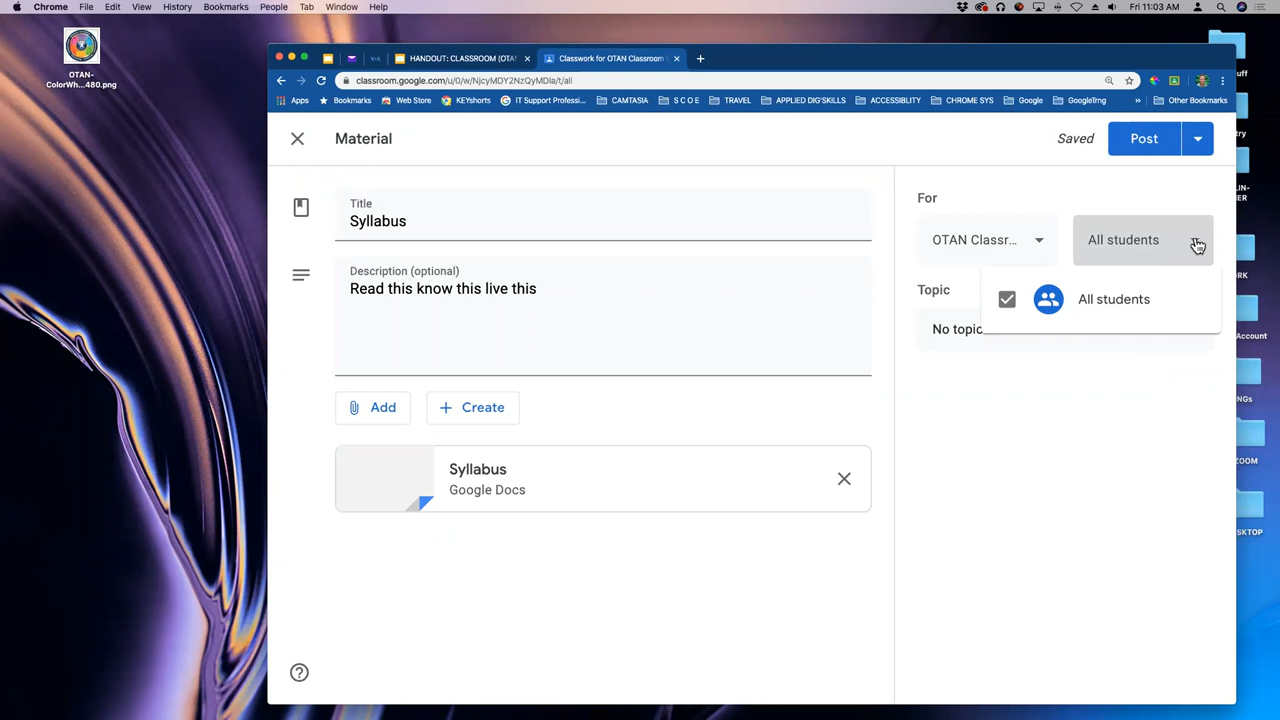 Chrome File Edit View History Bookmarks People Tab Window Help Fri 11:03 AM
OTAN-
ColorWh...480.png
HANDOUT: CLASSROOM (OTA
Classwork for OTAN Classroom
classroom.google.com/u/0/w/NjcyMDY2NzQyMDla/t/all
Apps Bookmarks Web Store KEYshorts IT Support Profesi... CAMTASIA S C O E TRAVEL APPLIED DIG'SKILLS ACCESSIBLITY CHROME SYS Google GoogleTrng » Other Bookmarks
Material
Saved
Post
Title
Syllabus
Description (optional)
Read this know this live this
Add
Create
Syllabus
Google Docs
For
OTAN Classr...
All students
All students
Topic
No topic
Account
NGs
ZOOM
DESKTOP